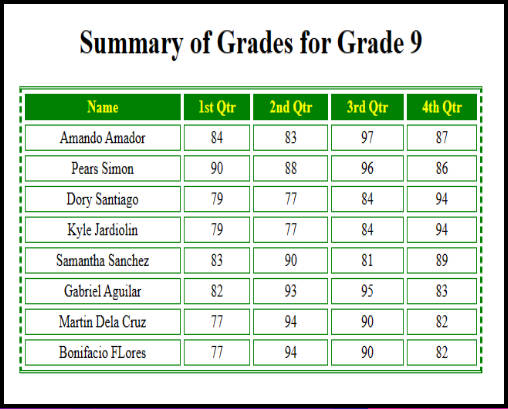 Summary of Grades for Grade 9
Name 1st Qtr 2nd Qtr 3rd Qtr 4th Qtr
Amando Amador 84 83 97 87
Pears Simon 90 88 96 86
Dory Santiago 79 77 84 94
Kyle Jardiolin 79 77 84 94
Samantha Sanchez 83 90 81 89
Gabriel Aguilar 82 93 95 83
Martin Dela Cruz 77 94 90 82
Bonifacio FLores 77 94 90 82